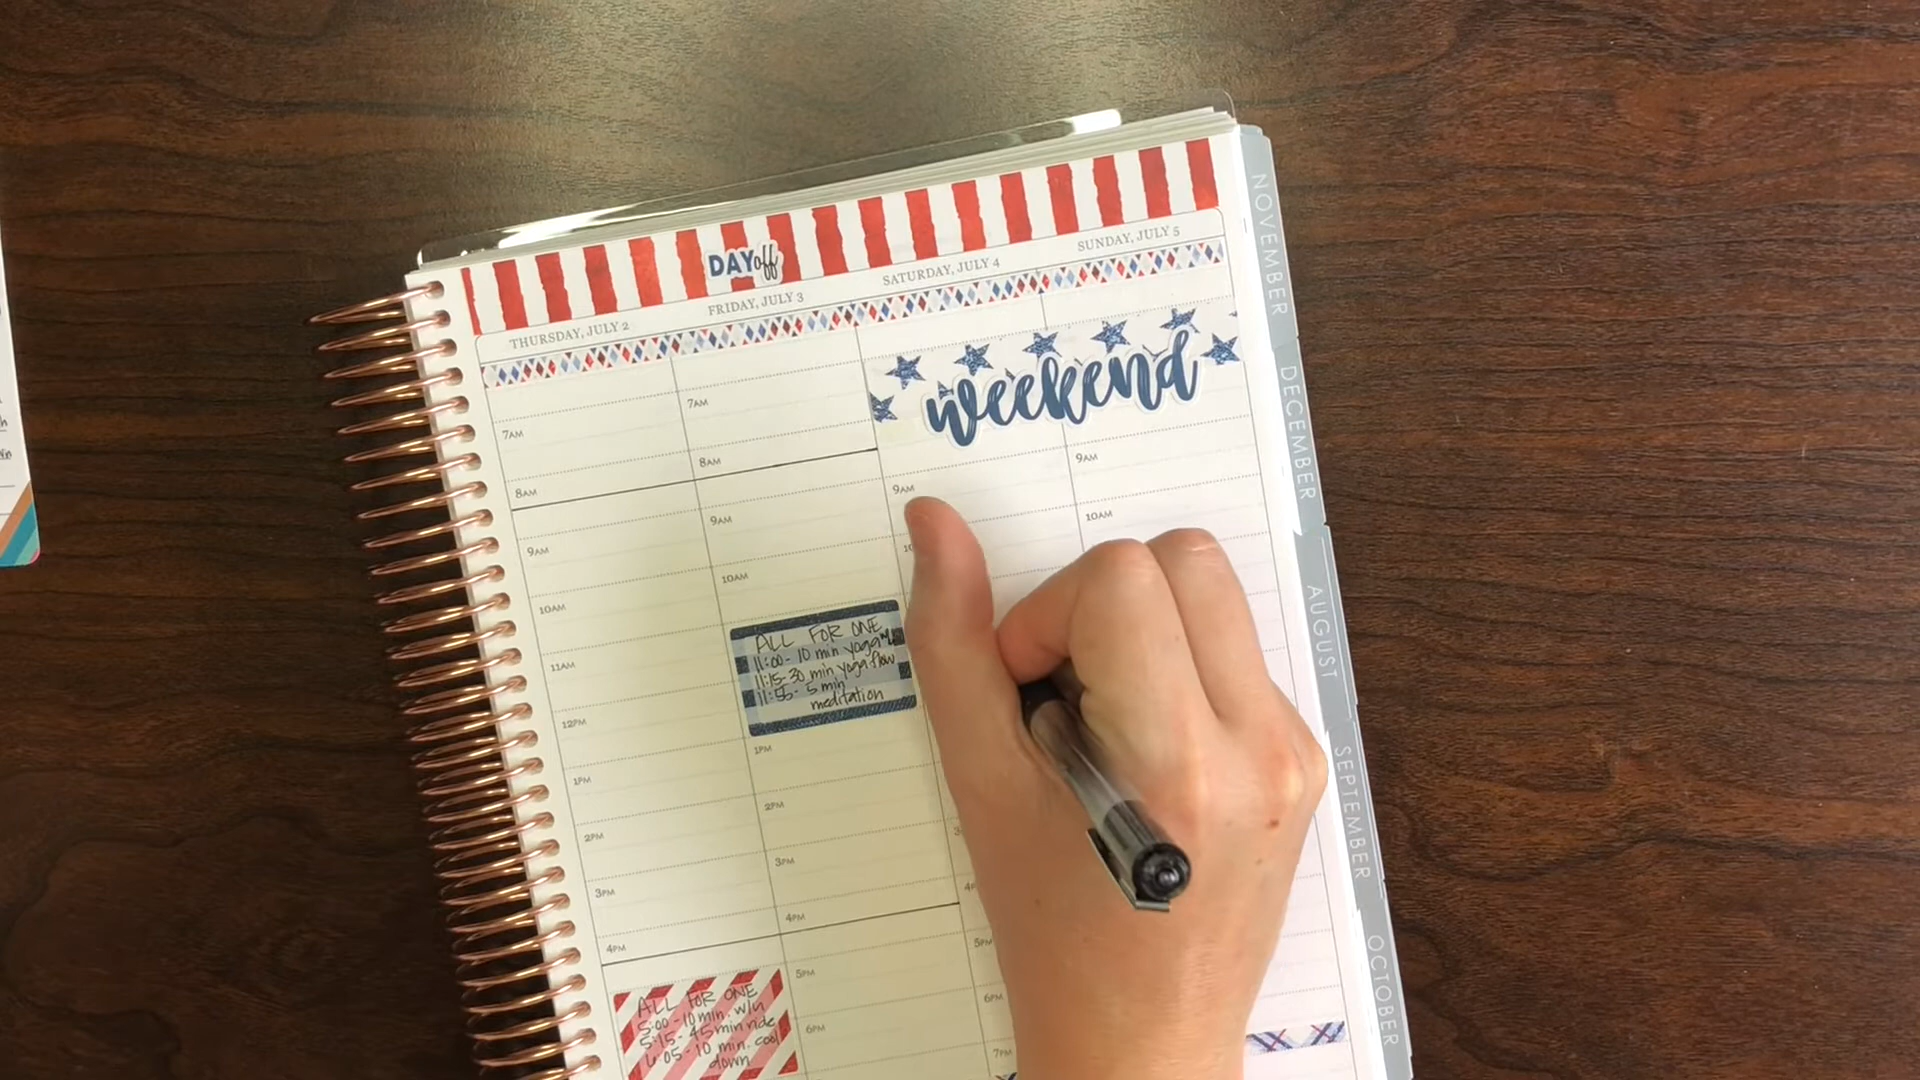 DAY off
THURSDAY, JULY 2
FRIDAY, JULY 3
SATURDAY, JULY 4
SUNDAY, JULY 5
weekend
7AM
8AM
9AM
10AM
11AM
12PM
1PM
2PM
3PM
4PM
ALL FOR ONE
5:00-10 min. w/u
5:15-45 min ride
6:05-10 min. cool
down
7AM
8AM
9AM
10AM
ALL FOR ONE
11:00-10 min yoga
11:15-30 min yoga flow
11:55-5 min
meditation
1PM
2PM
3PM
4PM
5PM
6PM
9AM
5PM
6PM
7PM
9AM
10AM
NOVEMBER
DECEMBER
AUGUST
SEPTEMBER
OCTOBER